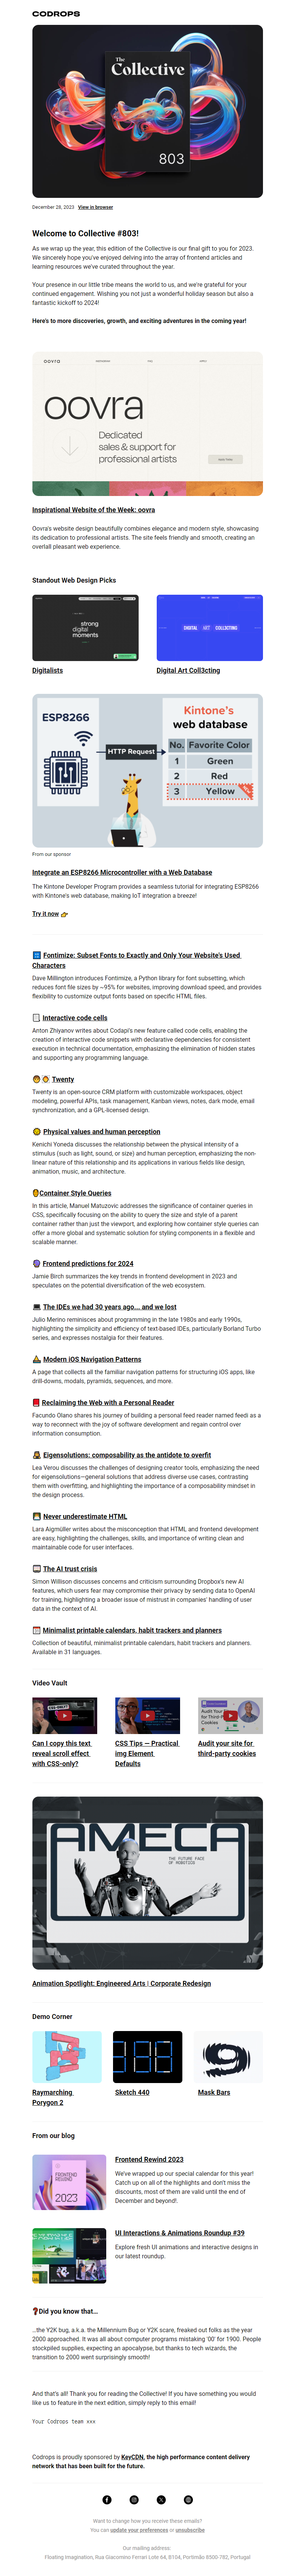 CODROPS
The
Collective
803
December 28, 2023 View in browser
Welcome to Collective #803!
As we wrap up the year, this edition of the Collective is our final gift to you for 2023.
We sincerely hope you've enjoyed delving into the array of frontend articles and
learning resources we've curated throughout the year.
Your presence in our little tribe means the world to us, and we're grateful for your
continued engagement. Wishing you not just a wonderful holiday season but also a
fantastic kickoff to 2024!
Here's to more discoveries, growth, and exciting adventures in the coming year!
oovra
oovra
Dedicated
sales & support for
professional artists
Inspirational Website of the Week: oovra
Oovra's website design beautifully combines elegance and modern style, showcasing
its dedication to professional artists. The site feels friendly and smooth, creating an
overlall pleasant web experience.
Standout Web Design Picks
strong
digital
moments
DIGITAL ART COLL3CTING
Digitalists
Digital Art Coll3cting
ESP8266
HTTP Request
Kintone's
web database
No. Favorite Color
1 Green
2 Red
3 Yellow
From our sponsor
Integrate an ESP8266 Microcontroller with a Web Database
The Kintone Developer Program provides a seamless tutorial for integrating ESP8266
with Kintone's web database, making IoT integration a breeze!
Try it now 👉
Fontimize: Subset Fonts to Exactly and Only Your Website's Used
Characters
Dave Millington introduces Fontimize, a Python library for font subsetting, which
reduces font file sizes by ~95% for websites, improving download speed, and provides
flexibility to customize output fonts based on specific HTML files.
Interactive code cells
Anton Zhiyanov writes about Codapi's new feature called code cells, enabling the
creation of interactive code snippets with declarative dependencies for consistent
content in documentation, emphasizing the elimination of hidden states
and supporting any programming language.
Twenty
Twenty is an open-source CRM platform with customizable workspaces, object
modeling, powerful APIs, task management, Kanban views, notes, dark mode, email
synchronization, and a GPL-licensed design.
Physical values and human perception
Kenichi Yoneda discusses the relationship between the physical intensity of a
stimulus (such as light, sound, or size) and human perception, emphasizing the non-
linear nature of this relationship and its applications in various fields like design,
animation, music, and architecture.
Container Style Queries
In this article, Manuel Matuzovic addresses the significance of container queries in
CSS, specifically focusing on the ability to query the size and style of a parent
container rather than just the viewport, and exploring how container style queries can
offer a more global and systematic solution for styling components in a flexible and
scalable manner.
Frontend predictions for 2024
Jamie Birch summarizes the key trends in frontend development in 2023 and
speculates on the potential diversification of the web ecosystem.
The IDEs we had 30 years ago... and we lost
Julio Merino reminisces about programming in the late 1980s and early 1990s,
highlighting the simplicity and efficiency of text-based IDEs, particularly Borland Turbo
series, and expresses nostalgia for their features.
Modern iOS Navigation Patterns
A page that collects all the familiar navigation patterns for structuring iOS apps, like
drill-downs, modals, pyramids, sequences, and more.
Reclaiming the Web with a Personal Reader
Facundo Olano shares his journey of building a personal feed reader named feedi as a
way to reconnect with the joy of software development and regain control over
information consumption.
Eigensolutions: composability as the antidote to overfit
Lea Verou discusses the challenges of designing creator tools, emphasizing the need
for eigensolutions—general solutions that address diverse use cases, contrasting
them with overfitting, and highlighting the importance of a composability mindset in
the design process.
Never underestimate HTML
Lara Aigmüller writes about the misconception that HTML and frontend development
are easy, highlighting the challenges, skills, and importance of writing clean and
maintainable code for user interfaces.
The AI trust crisis
Simon Willison discusses concerns and criticism surrounding Dropbox's new AI
features, which users fear may compromise their privacy by sending data to OpenAI
for training, highlighting a broader issue of mistrust in companies' handling of user
data in the context of AI.
Minimalist printable calendars, habit trackers and planners
Collection of beautiful, minimalist printable calendars, habit trackers and planners.
Available in 31 languages.
Video Vault
Audit Your
Site for
Third-Party
Cookies
Can I copy this text
reveal scroll effect
with CSS-only?
CSS Tips — Practical
img Element
Defaults
Audit your site for
third-party cookies
AMECA
THE FUTURE FACE
OF ROBOTICS
Animation Spotlight: Engineered Arts | Corporate Redesign
Demo Corner
Raymarching
Porygon 2
Sketch 440
Mask Bars
From our blog
FRONTEND
REWIND
2023
Frontend Rewind 2023
We've wrapped up our special calendar for this year!
Catch up on all of the highlights and don't miss the
discounts, most of them are valid until the end of
December and beyond!.
UI Interactions & Animations Roundup #39
Explore fresh UI animations and interactive designs in
our latest roundup.
❓Did you know that...
...the Y2K bug, a.k.a. the Millennium Bug or Y2K scare, freaked out folks as the year
2000 approached. It was all about computer programs mistaking '00' for 1900. People
stockpiled supplies, expecting an apocalypse, but thanks to tech wizards, the
transition to 2000 went surprisingly smooth!
And that's all! Thank you for reading the Collective! If you have something you would
like us to feature in the next edition, simply reply to this email!
Your Codrops team xxx
Codrops is proudly sponsored by KeyCDN, the high performance content delivery
network that has been built for the future.
Want to change how you receive these emails?
You can update your preferences or unsubscribe
Our mailing address:
Floating Imagination, Rua Giacomino Ferrari Lote 64, B104, Portimão 8500-782, Portugal